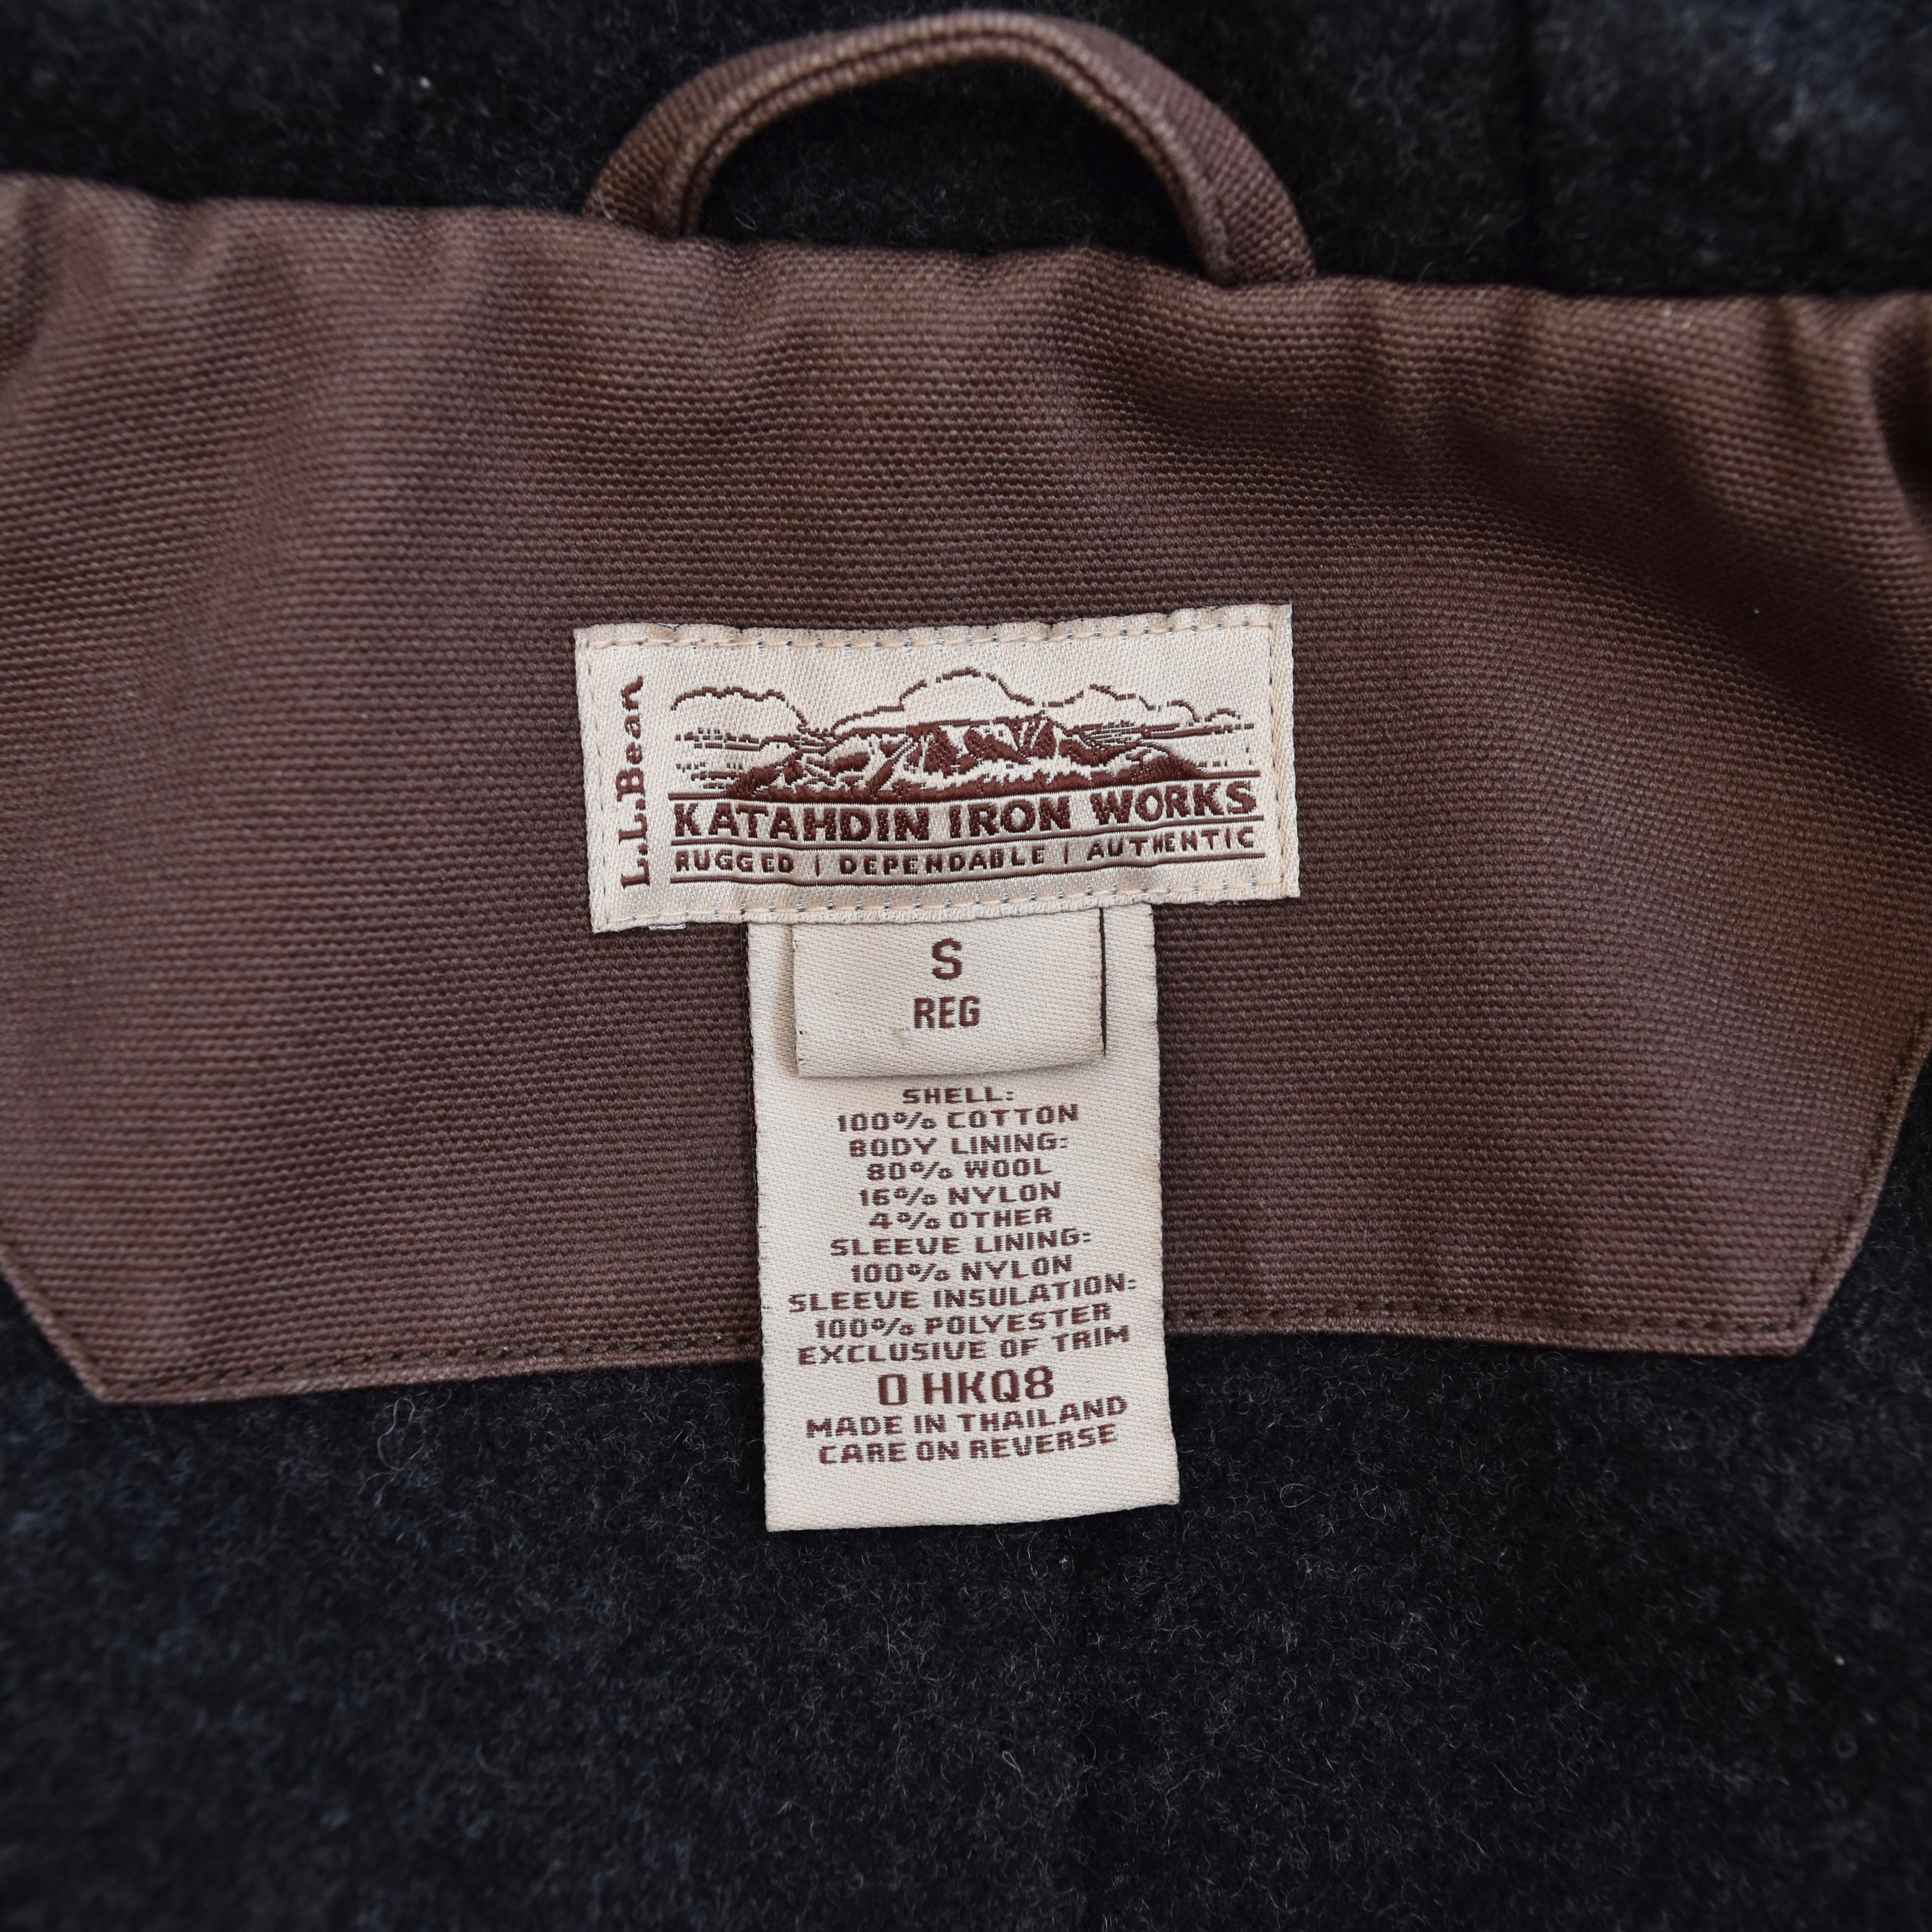 L.L.Bean
KATAHDIN IRON WORKS
RUGGED | DEPENDABLE | AUTHENTIC
S
REG
SHELL:
100% COTTON
BODY LINING:
80% WOOL
16% NYLON
4% OTHER
SLEEVE LINING:
100% NYLON
SLEEVE INSULATION:
100% POLYESTER
EXCLUSIVE OF TRIM
0 HKQ8
MADE IN THAILAND
CARE ON REVERSE